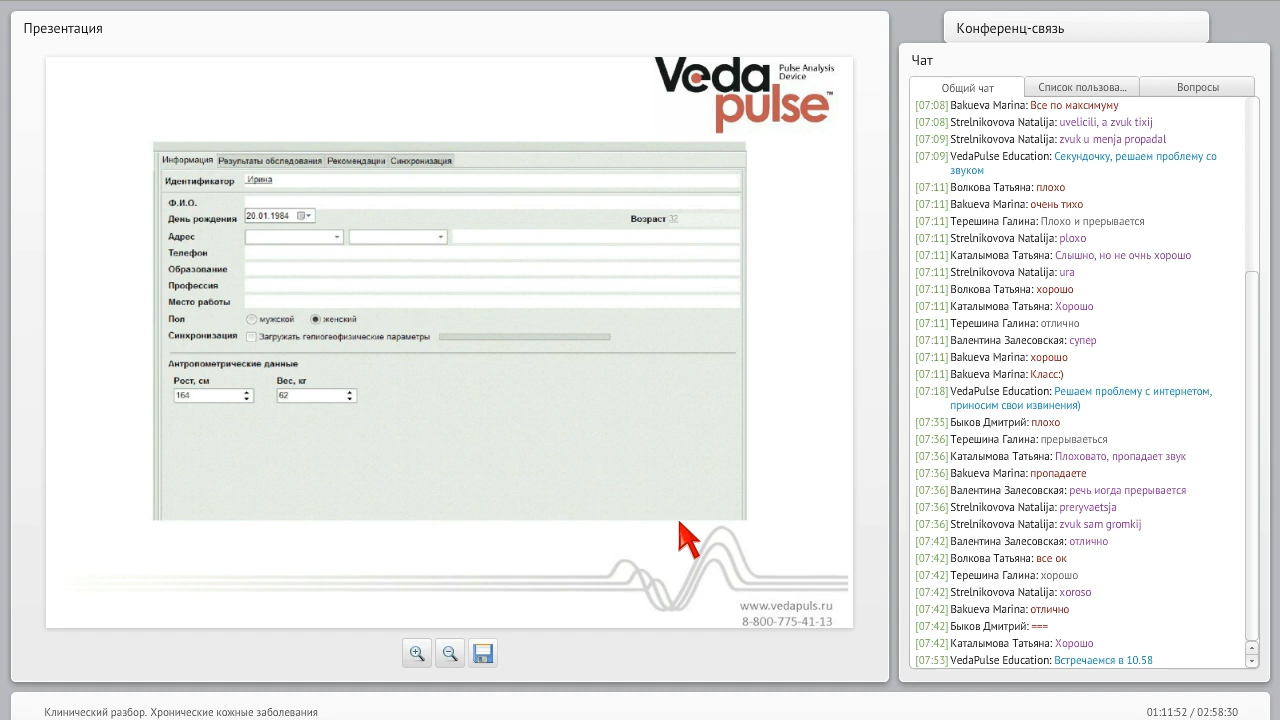 Презентация
Veda pulse™
Pulse Analysis
Device
Информация Результаты обследования Рекомендации Синхронизация
Идентификатор Ирина
Ф.И.О.
День рождения 20.01.1984 Возраст 32
Адрес
Телефон
Образование
Профессия
Место работы
Пол мужской женский
Синхронизация Загружать гелиогеофизические параметры
Антропометрические данные
Рост, см Вес, кг
164 62
www.vedapuls.ru
8-800-775-41-13
Конференц-связь
Чат
Общий чат Список пользова... Вопросы
[07:08] Bakueva Marina: Все по максимуму
[07:08] Strelnikovova Natalija: uvelicili, a zvuk tixij
[07:09] Strelnikovova Natalija: zvuk u menja propadal
[07:09] VedaPulse Education: Секундочку, решаем проблему со
звуком
[07:11] Волкова Татьяна: плохо
[07:11] Bakueva Marina: очень тихо
[07:11] Терешина Галина: Плохо и прерывается
[07:11] Strelnikovova Natalija: ploxo
[07:11] Каталымова Татьяна: Слышно, но не очнь хорошо
[07:11] Strelnikovova Natalija: ura
[07:11] Волкова Татьяна: хорошо
[07:11] Каталымова Татьяна: Хорошо
[07:11] Терешина Галина: отлично
[07:11] Валентина Залесовская: супер
[07:11] Bakueva Marina: хорошо
[07:11] Bakueva Marina: Класс:)
[07:18] VedaPulse Education: Решаем проблему с интернетом,
приносим свои извинения)
[07:35] Быков Дмитрий: плохо
[07:36] Терешина Галина: прерываеться
[07:36] Каталымова Татьяна: Плоховато, пропадает звук
[07:36] Bakueva Marina: пропадаете
[07:36] Валентина Залесовская: речь иогда прерывается
[07:36] Strelnikovova Natalija: preryvaetsja
[07:36] Strelnikovova Natalija: zvuk sam gromkij
[07:42] Валентина Залесовская: отлично
[07:42] Волкова Татьяна: все ок
[07:42] Терешина Галина: хорошо
[07:42] Strelnikovova Natalija: xoroso
[07:42] Bakueva Marina: отлично
[07:42] Быков Дмитрий: ===
[07:42] Каталымова Татьяна: Хорошо
[07:53] VedaPulse Education: Встречаемся в 10.58
Клинический разбор. Хронические кожные заболевания
01:11:52 / 02:58:30